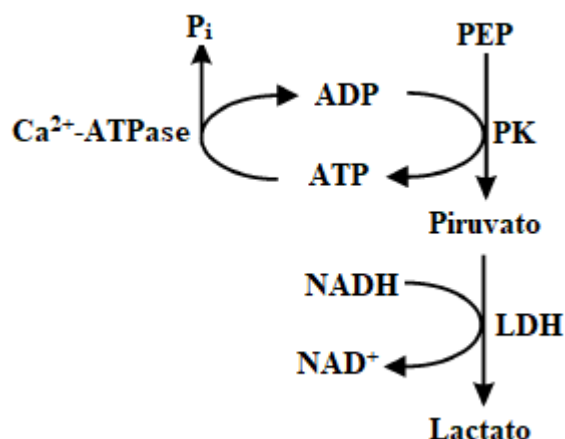 Pᵢ
PEP
ADP
Ca²⁺-ATPase
PK
ATP
Piruvato
NADH
LDH
NAD⁺
Lactato